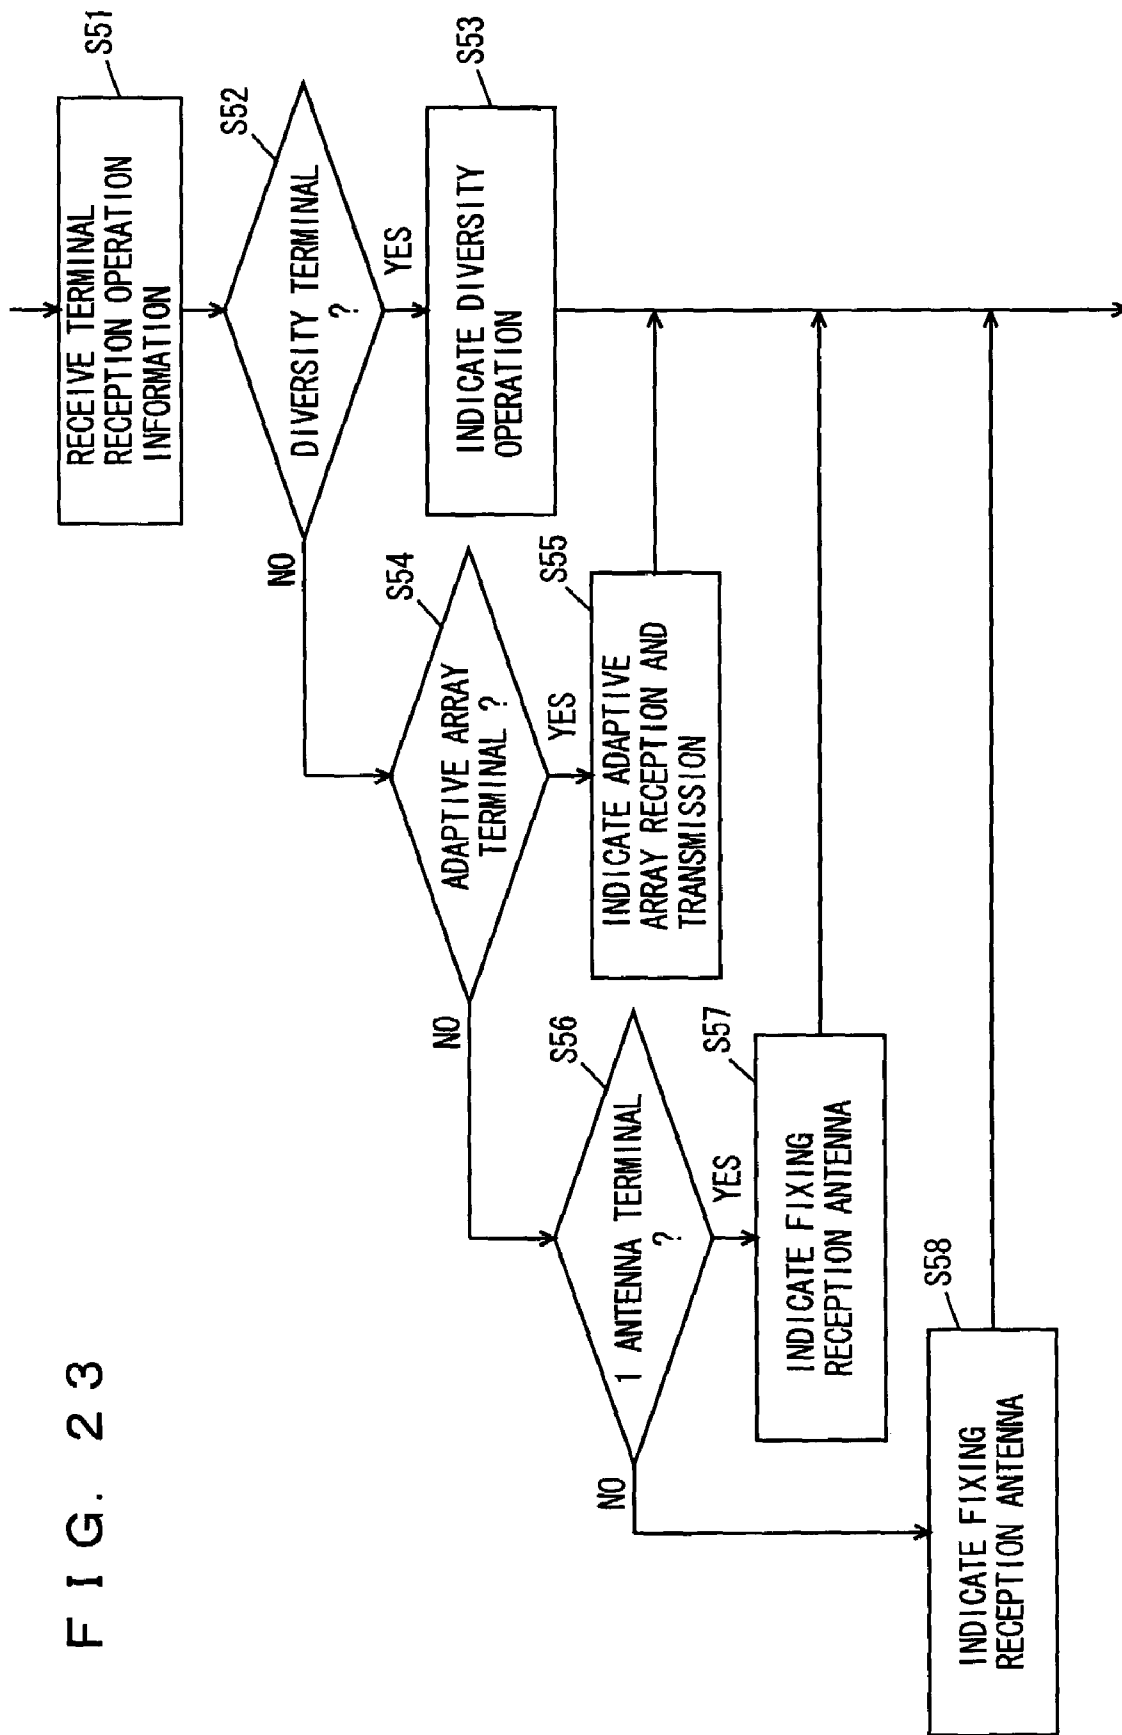 FIG. 23
RECEIVE TERMINAL
RECEPTION OPERATION
INFORMATION
S51
DIVERSITY TERMINAL
?
S52
YES
NO
INDICATE DIVERSITY
OPERATION
S53
ADAPTIVE ARRAY
TERMINAL ?
S54
YES
NO
INDICATE ADAPTIVE
ARRAY RECEPTION AND
TRANSMISSION
S55
1 ANTENNA TERMINAL
?
S56
YES
NO
INDICATE FIXING
RECEPTION ANTENNA
S57
INDICATE FIXING
RECEPTION ANTENNA
S58